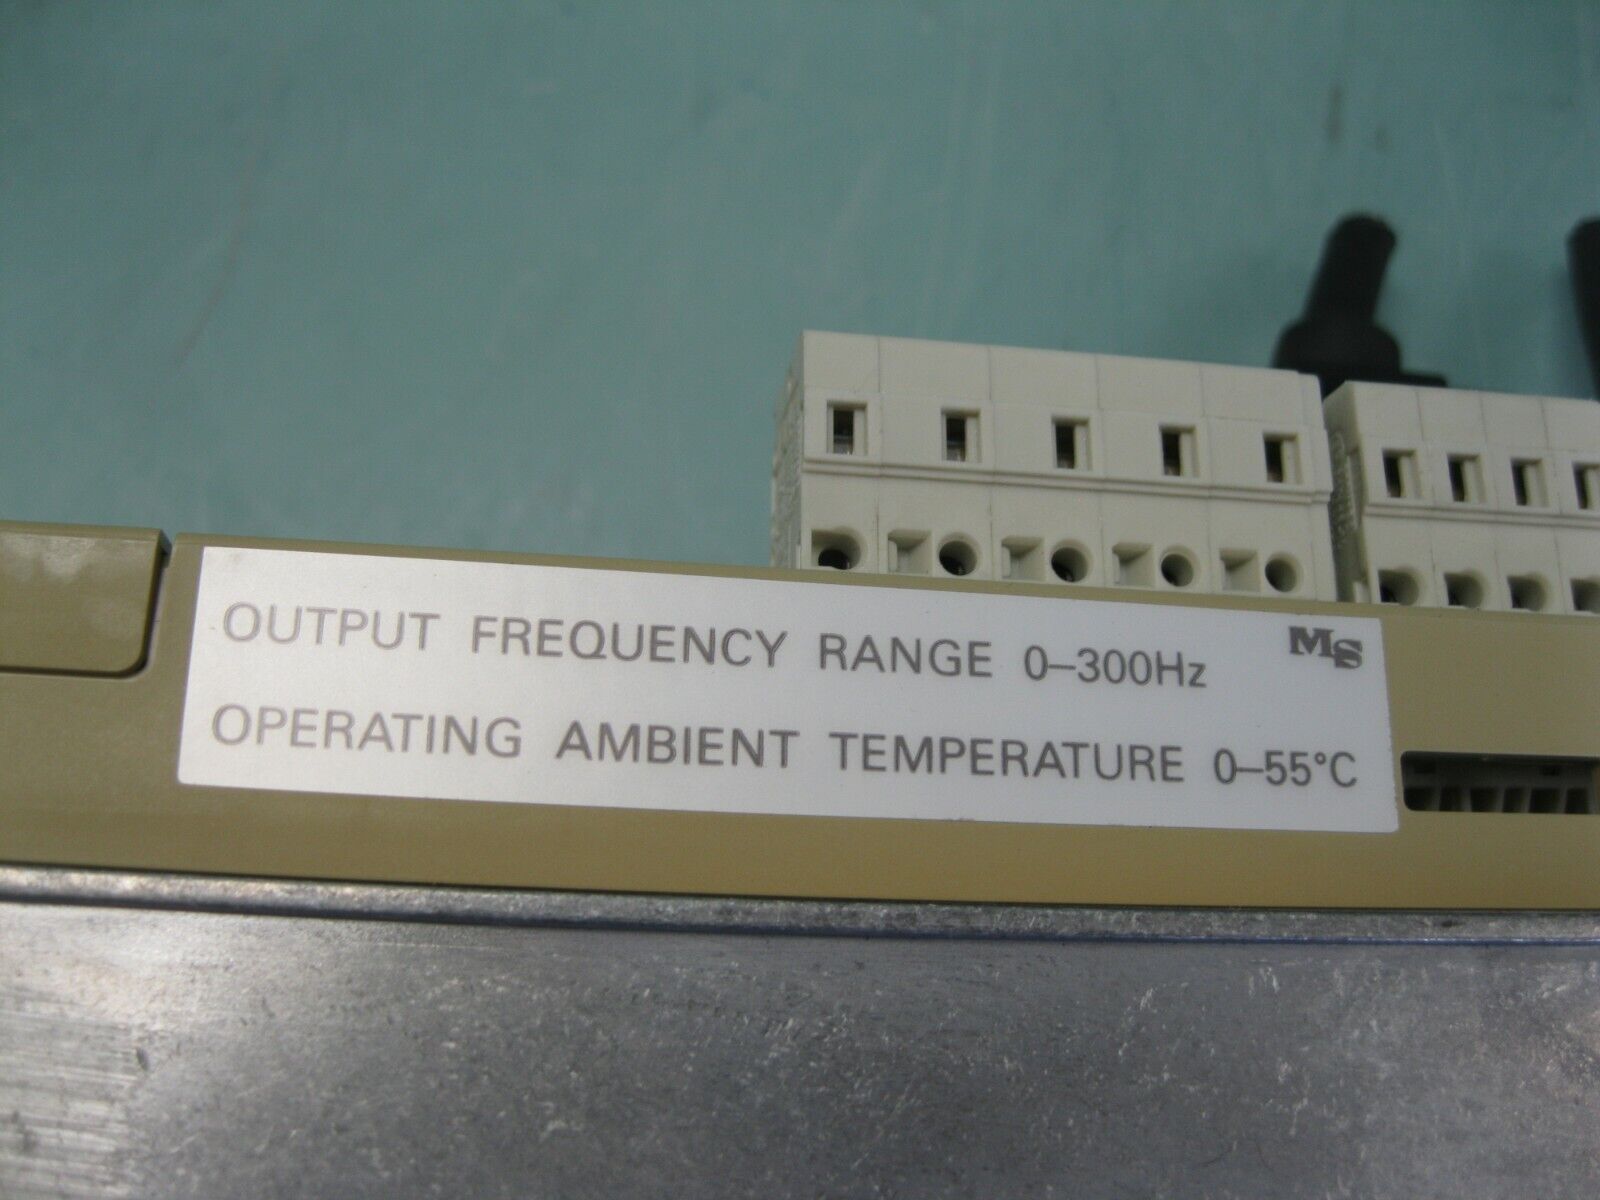 OUTPUT FREQUENCY RANGE 0–300Hz MS
OPERATING AMBIENT TEMPERATURE 0–55°C